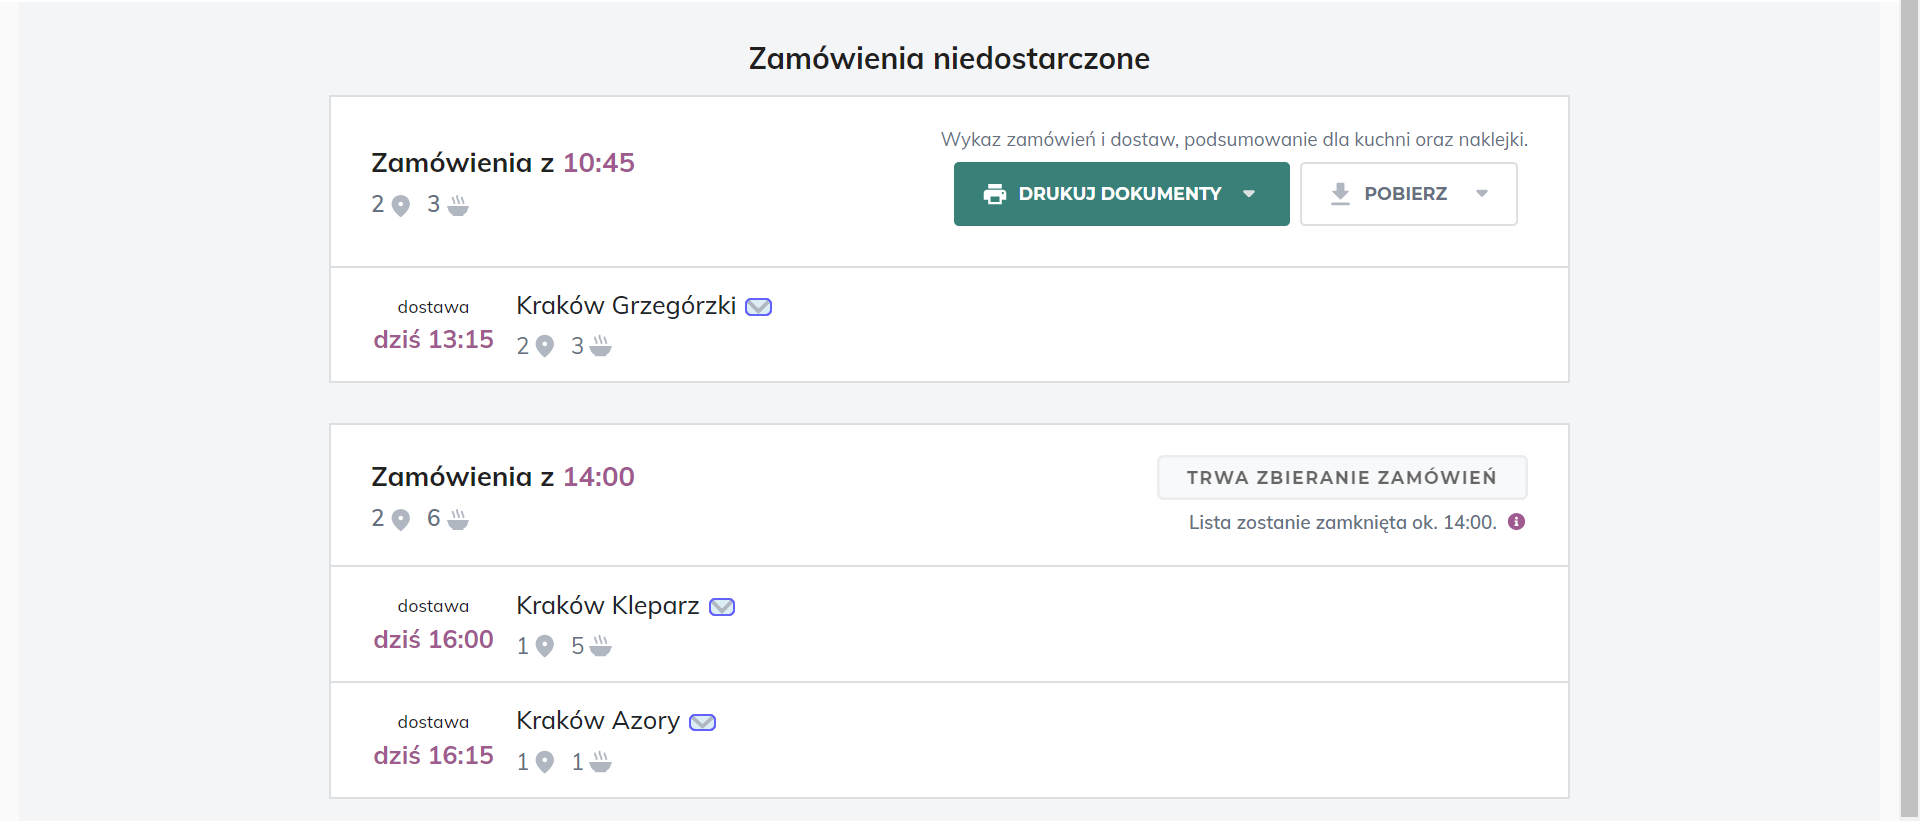 Zamówienia niedostarczone
Zamówienia z 10:45
2 3
Wykaz zamówień i dostaw, podsumowanie dla kuchni oraz naklejki.
DRUKUJ DOKUMENTY
POBIERZ
dostawa
dziś 13:15
Kraków Grzegórzki
2 3
Zamówienia z 14:00
2 6
TRWA ZBIERANIE ZAMÓWIEŃ
Lista zostanie zamknięta ok. 14:00.
dostawa
dziś 16:00
Kraków Kleparz
1 5
dostawa
dziś 16:15
Kraków Azory
1 1